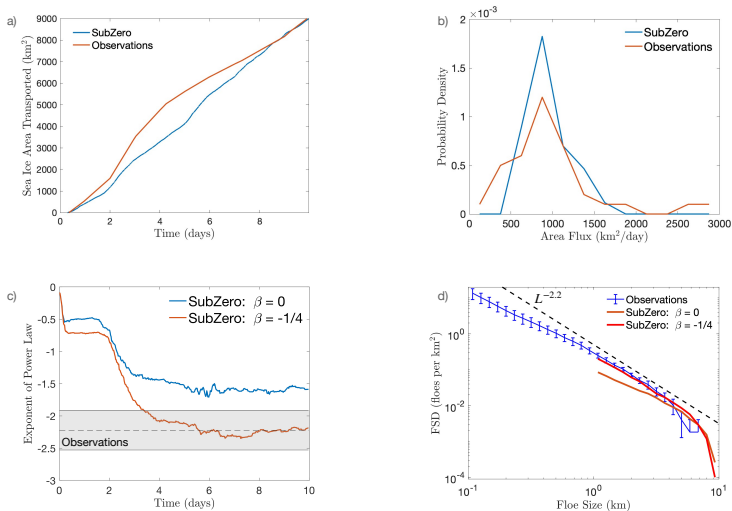 a)
9000
8000
7000
6000
5000
4000
3000
2000
1000
0
Sea Ice Area Transported (km²)
SubZero
Observations
0 2 4 6 8
Time (days)
b)
2 ×10⁻³
1.5
1
0.5
0
Probability Density
SubZero
Observations
0 500 1000 1500 2000 2500 3000
Area Flux (km²/day)
c)
0
-0.5
-1
-1.5
-2
-2.5
-3
Exponent of Power Law
SubZero: β = 0
SubZero: β = -1/4
Observations
0 2 4 6 8 10
Time (days)
d)
10⁰
10⁻²
10⁻⁴
FSD (floes per km²)
L⁻²·²
Observations
SubZero: β = 0
SubZero: β = -1/4
10⁻¹ 10⁰ 10¹
Floe Size (km)